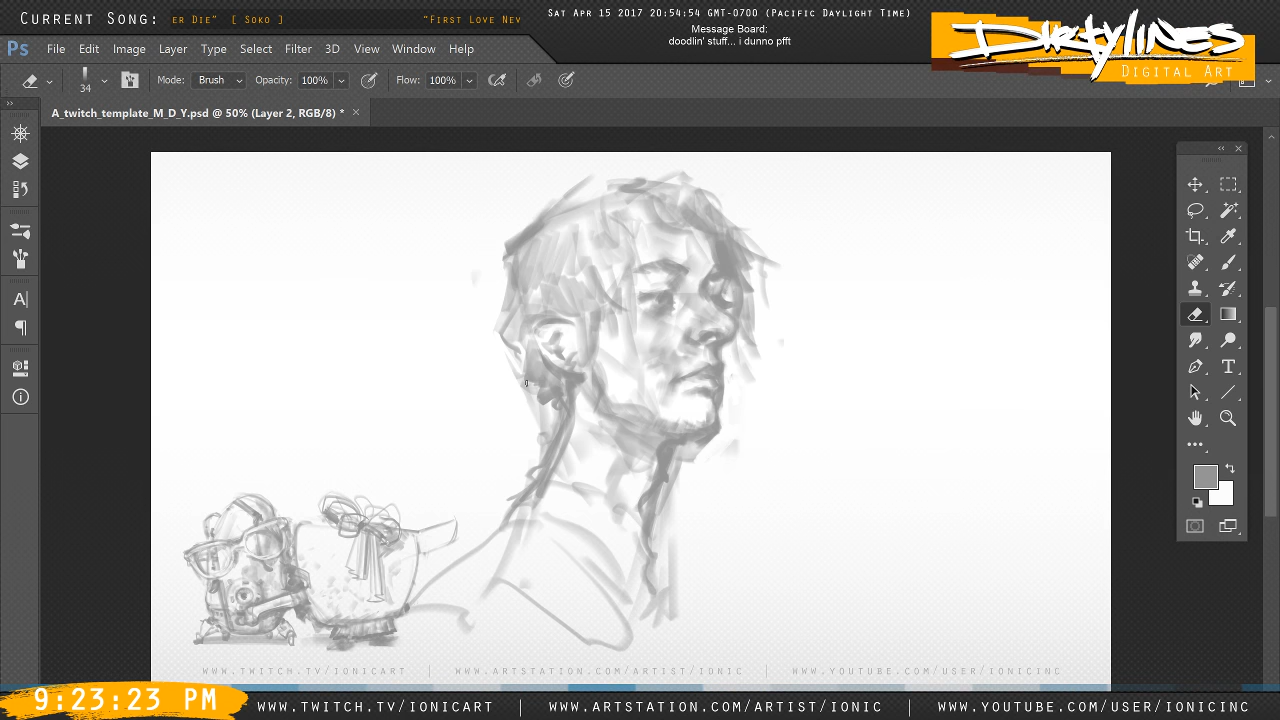 Current Song: er Die" [ Soko ] "First Love Nev
Sat Apr 15 2017 20:54:54 GMT-0700 (Pacific Daylight Time)
Message Board:
doodlin' stuff... i dunno pfft
Dirtylines
Digital Art
Ps File Edit Image Layer Type Select Filter 3D View Window Help
34 Mode: Brush Opacity: 100% Flow: 100%
A_twitch_template_M_D_Y.psd @ 50% (Layer 2, RGB/8) *
www.twitch.tv/ionicart | www.artstation.com/artist/ionic | www.youtube.com/user/ionicinc
9:23:23 PM www.twitch.tv/ionicart | www.artstation.com/artist/ionic | www.youtube.com/user/ionicinc